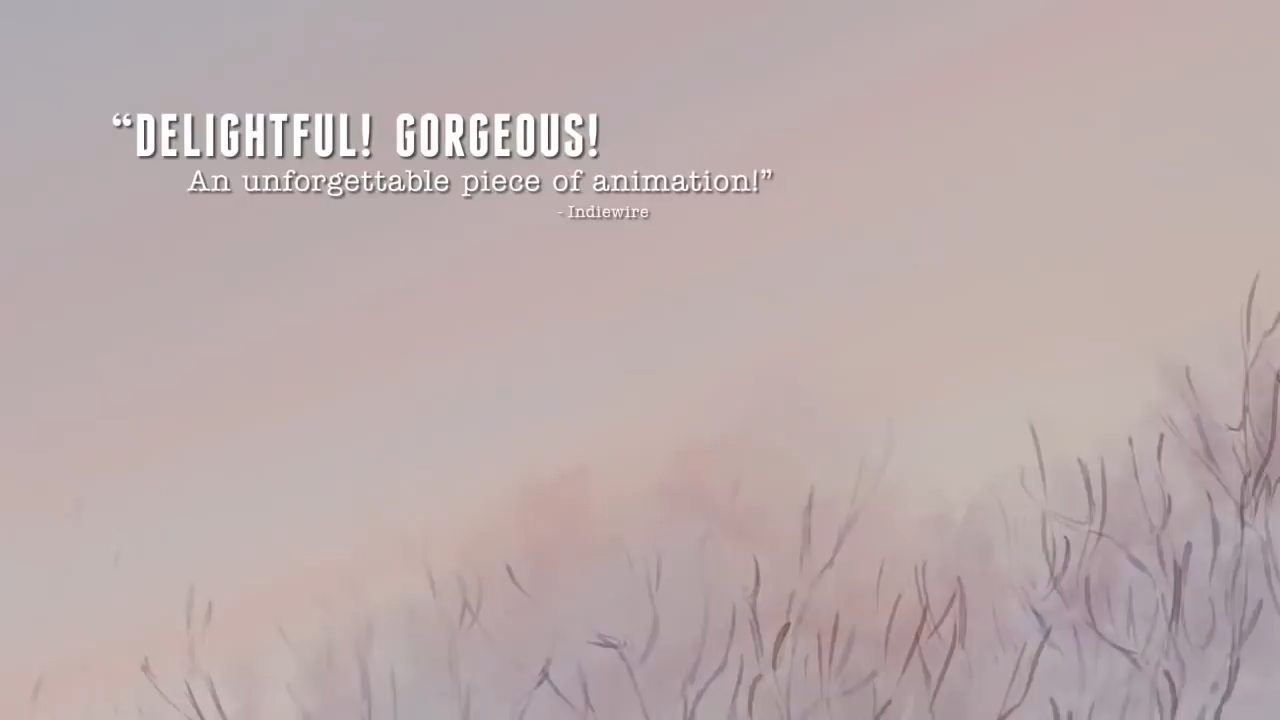 “DELIGHTFUL! GORGEOUS!
An unforgettable piece of animation!”
- Indiewire